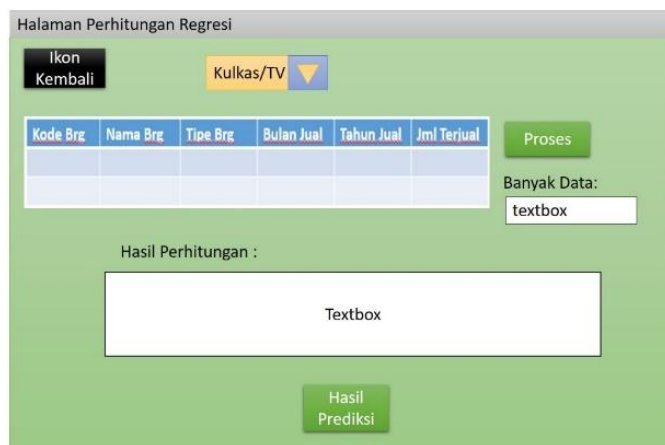 Halaman Perhitungan Regresi
Ikon
Kembali
Kulkas/TV
Kode Brg Nama Brg Tipe Brg Bulan Jual Tahun Jual Jml Terjual
Proses
Banyak Data:
textbox
Hasil Perhitungan :
Textbox
Hasil
Prediksi